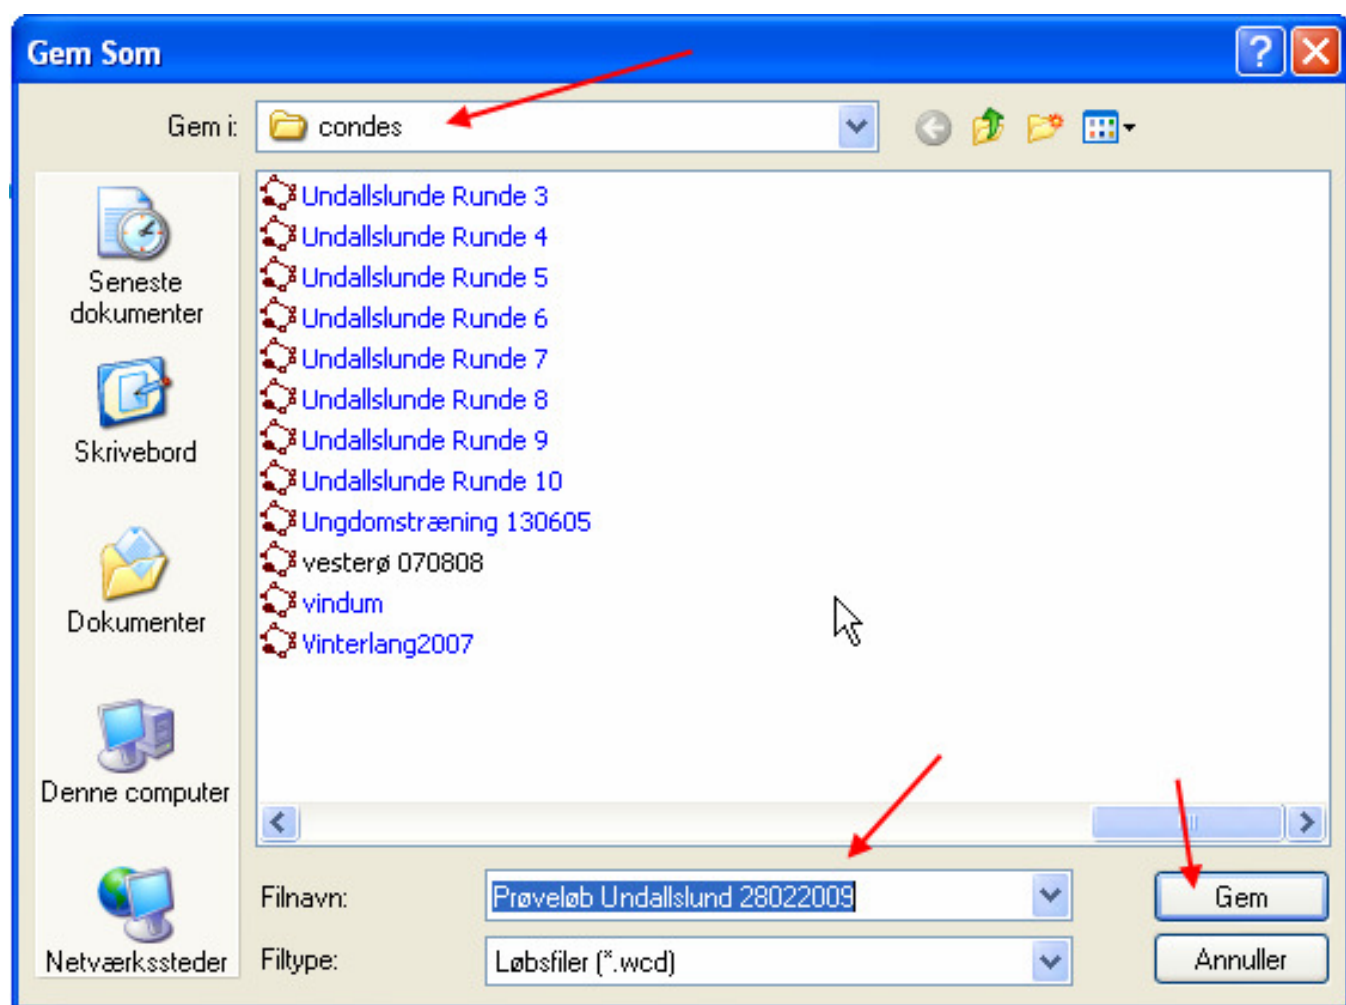 Gem Som
Gem i:
condes
Seneste
dokumenter
Skrivebord
Dokumenter
Denne computer
Netværkssteder
Undallslunde Runde 3
Undallslunde Runde 4
Undallslunde Runde 5
Undallslunde Runde 6
Undallslunde Runde 7
Undallslunde Runde 8
Undallslunde Runde 9
Undallslunde Runde 10
Ungdomstræning 130605
vesterø 070808
vindum
Vinterlang2007
Filnavn:
Prøveløb Undallslund 28022009
Gem
Filtype:
Løbsfiler (*.wcd)
Annuller